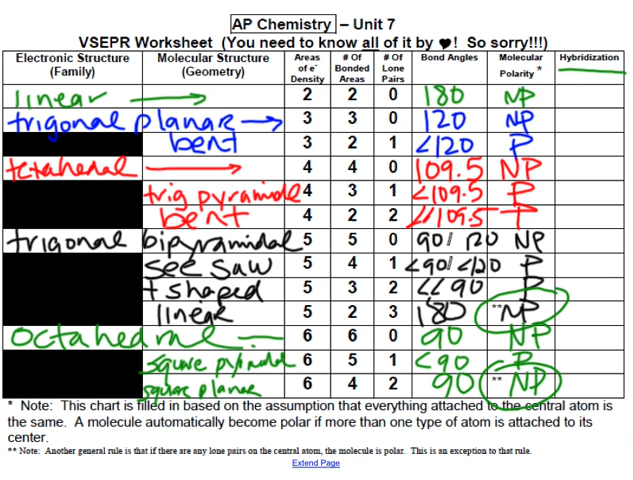 AP Chemistry – Unit 7
VSEPR Worksheet (You need to know all of it by ♥! So sorry!!!)
Electronic Structure (Family) Molecular Structure (Geometry) Areas of e⁻ Density # Of Bonded Areas # Of Lone Pairs Bond Angles Molecular Polarity * Hybridization
linear → 2 2 0 180 NP
trigonal planar → 3 3 0 120 NP
bent 3 2 1 <120 P
tetahedal → 4 4 0 109.5 NP
trig pyramide 4 3 1 <109.5 P
bent 4 2 2 <<109.5 P
trigonal bipyramidal 5 5 0 90/120 NP
see saw 5 4 1 <90/<120 P
t shaped 5 3 2 <<90 P
linear 5 2 3 180 **NP
octahedral 6 6 0 90 NP
square pyramidal 6 5 1 <90 P
square planar 6 4 2 90 **NP
* Note: This chart is filled in based on the assumption that everything attached to the central atom is
the same. A molecule automatically become polar if more than one type of atom is attached to its
center.
** Note: Another general rule is that if there are any lone pairs on the central atom, the molecule is polar. This is an exception to that rule.
Extend Page